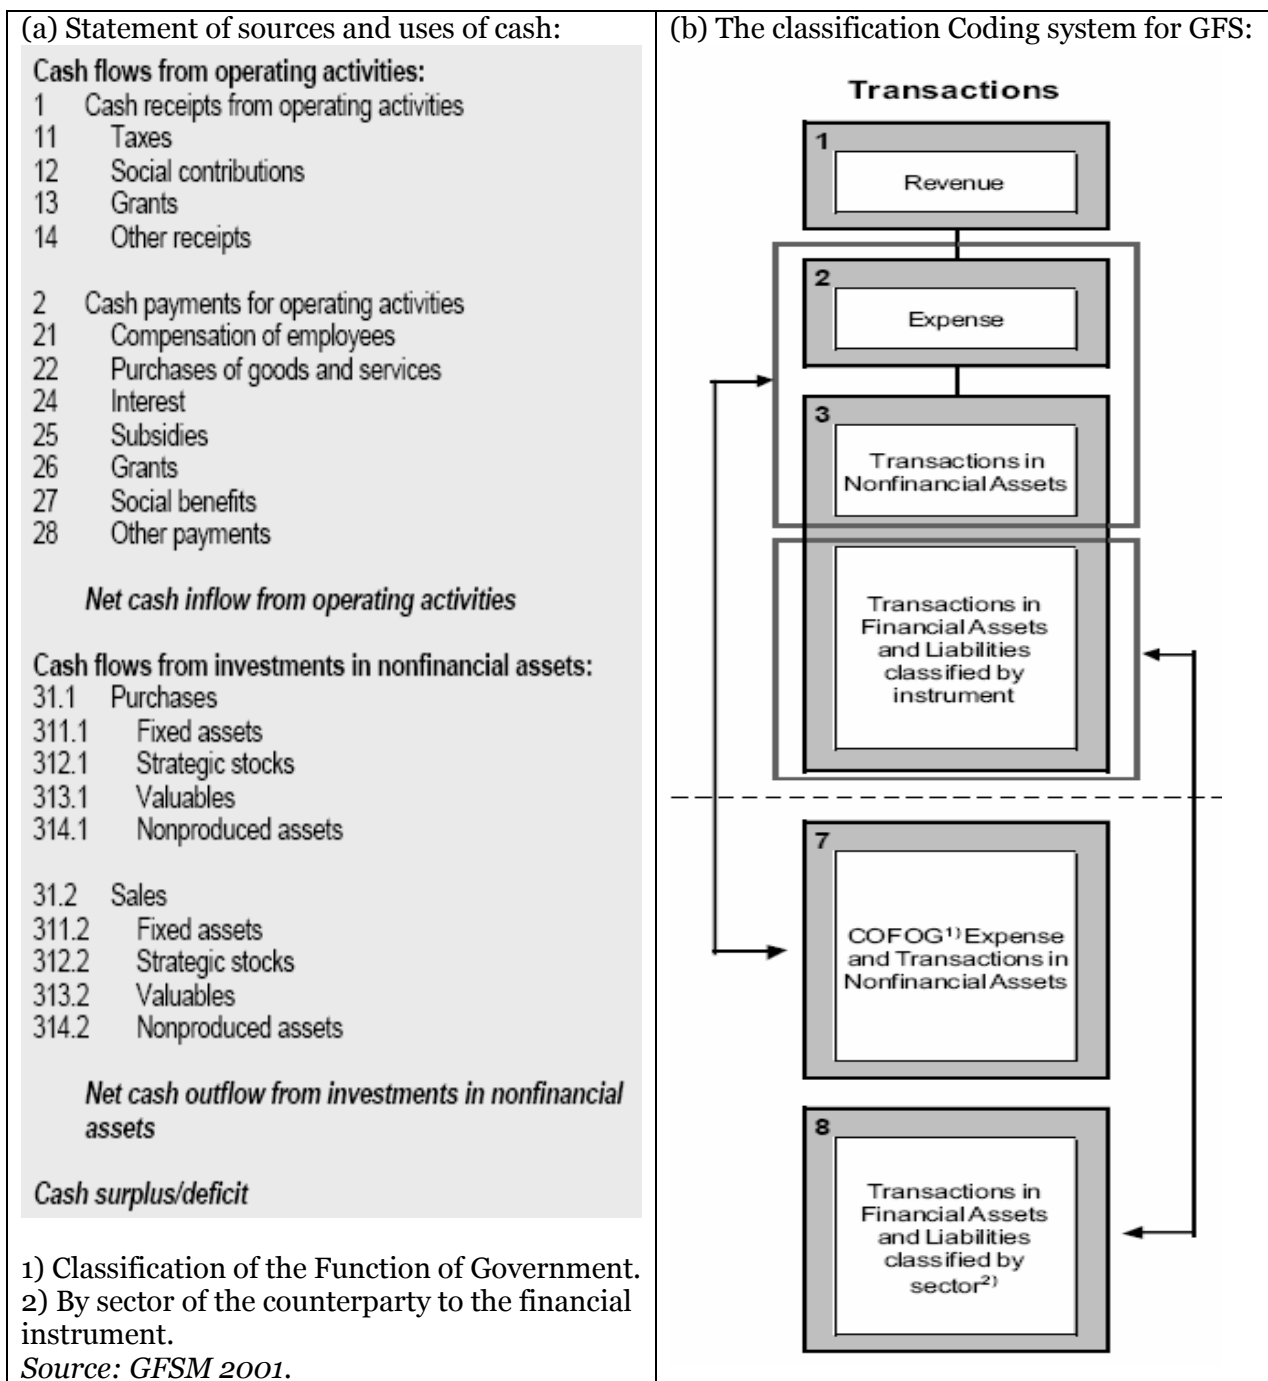 (a) Statement of sources and uses of cash:
Cash flows from operating activities:
1 Cash receipts from operating activities
11 Taxes
12 Social contributions
13 Grants
14 Other receipts
2 Cash payments for operating activities
21 Compensation of employees
22 Purchases of goods and services
24 Interest
25 Subsidies
26 Grants
27 Social benefits
28 Other payments
Net cash inflow from operating activities
Cash flows from investments in nonfinancial assets:
31.1 Purchases
311.1 Fixed assets
312.1 Strategic stocks
313.1 Valuables
314.1 Nonproduced assets
31.2 Sales
311.2 Fixed assets
312.2 Strategic stocks
313.2 Valuables
314.2 Nonproduced assets
Net cash outflow from investments in nonfinancial
assets
Cash surplus/deficit
1) Classification of the Function of Government.
2) By sector of the counterparty to the financial
instrument.
Source: GFSM 2001.
(b) The classification Coding system for GFS:
Transactions
1
Revenue
2
Expense
3
Transactions in
Nonfinancial Assets
Transactions in
Financial Assets
and Liabilities
classified by
instrument
7
COFOG1) Expense
and Transactions in
Nonfinancial Assets
8
Transactions in
Financial Assets
and Liabilities
classified by
sector2)